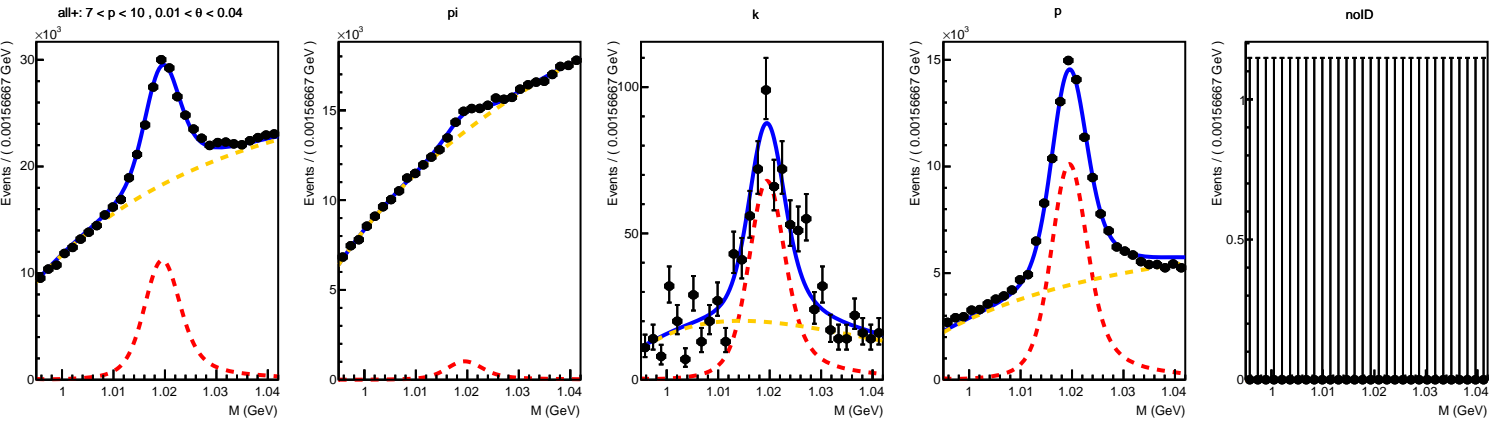 all+: 7 < p < 10 , 0.01 < θ < 0.04
×10³
Events / ( 0.00156667 GeV )
30
20
10
0
1 1.01 1.02 1.03 1.04
M (GeV)
pi
×10³
Events / ( 0.00156667 GeV )
15
10
5
0
1 1.01 1.02 1.03 1.04
M (GeV)
k
Events / ( 0.00156667 GeV )
100
50
0
1 1.01 1.02 1.03 1.04
M (GeV)
p
×10³
Events / ( 0.00156667 GeV )
15
10
5
0
1 1.01 1.02 1.03 1.04
M (GeV)
noID
Events / ( 0.00156667 GeV )
1
0.5
0
1 1.01 1.02 1.03 1.04
M (GeV)